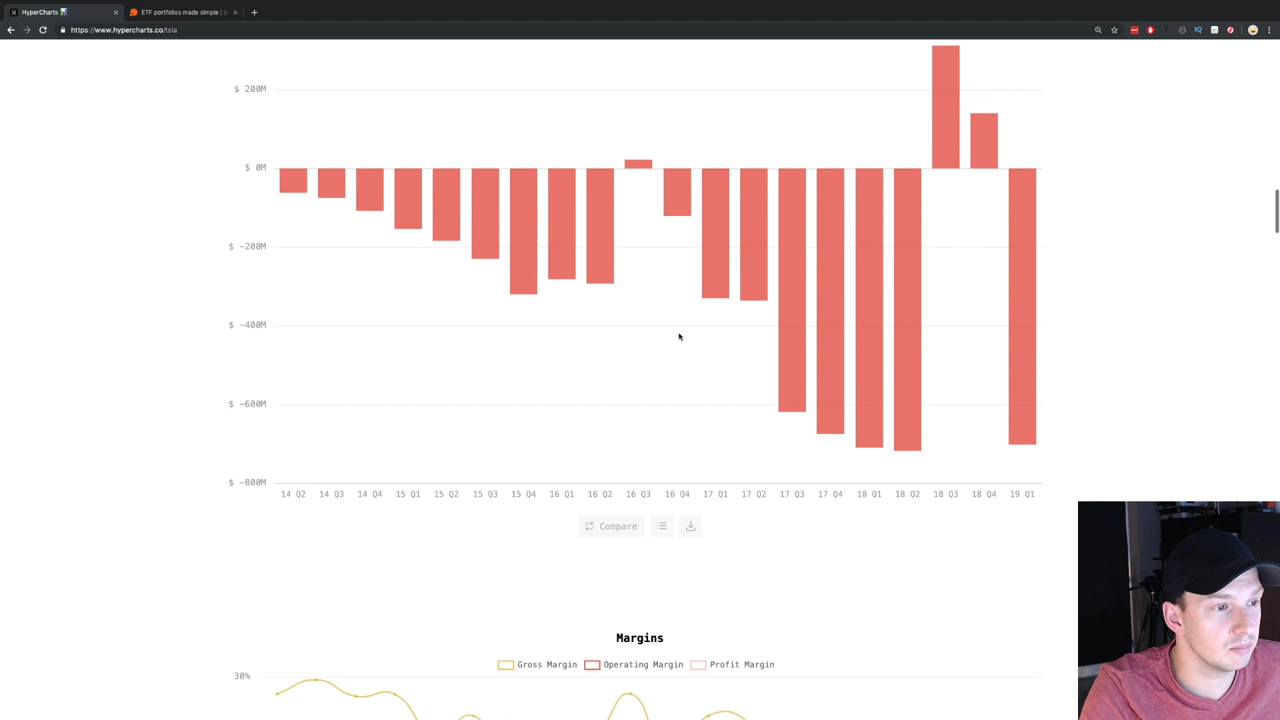 HyperCharts
ETF portfolios made simple |
https://www.hypercharts.co/tsla
$ 200M
$ 0M
$ -200M
$ -400M
$ -600M
$ -800M
14 Q2 14 Q3 14 Q4 15 Q1 15 Q2 15 Q3 15 Q4 16 Q1 16 Q2 16 Q3 16 Q4 17 Q1 17 Q2 17 Q3 17 Q4 18 Q1 18 Q2 18 Q3 18 Q4 19 Q1
Compare
Margins
Gross Margin Operating Margin Profit Margin
30%